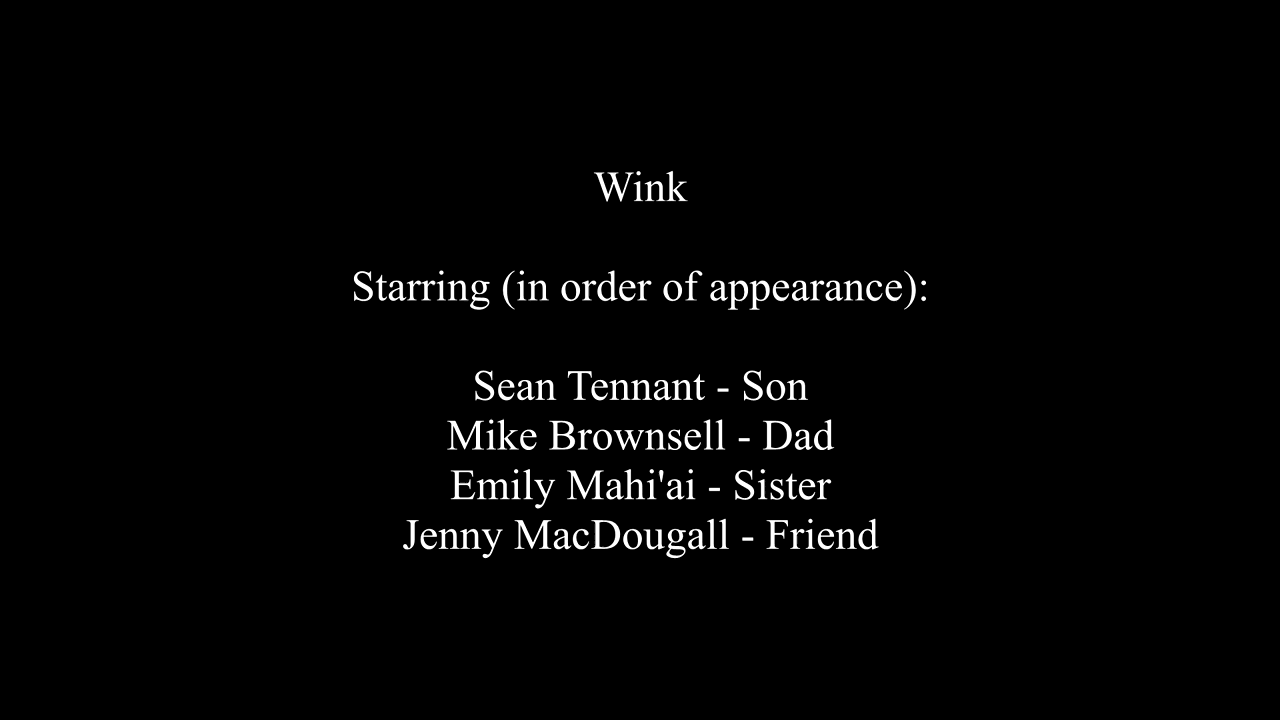 Wink
Starring (in order of appearance):
Sean Tennant - Son
Mike Brownsell - Dad
Emily Mahi'ai - Sister
Jenny MacDougall - Friend